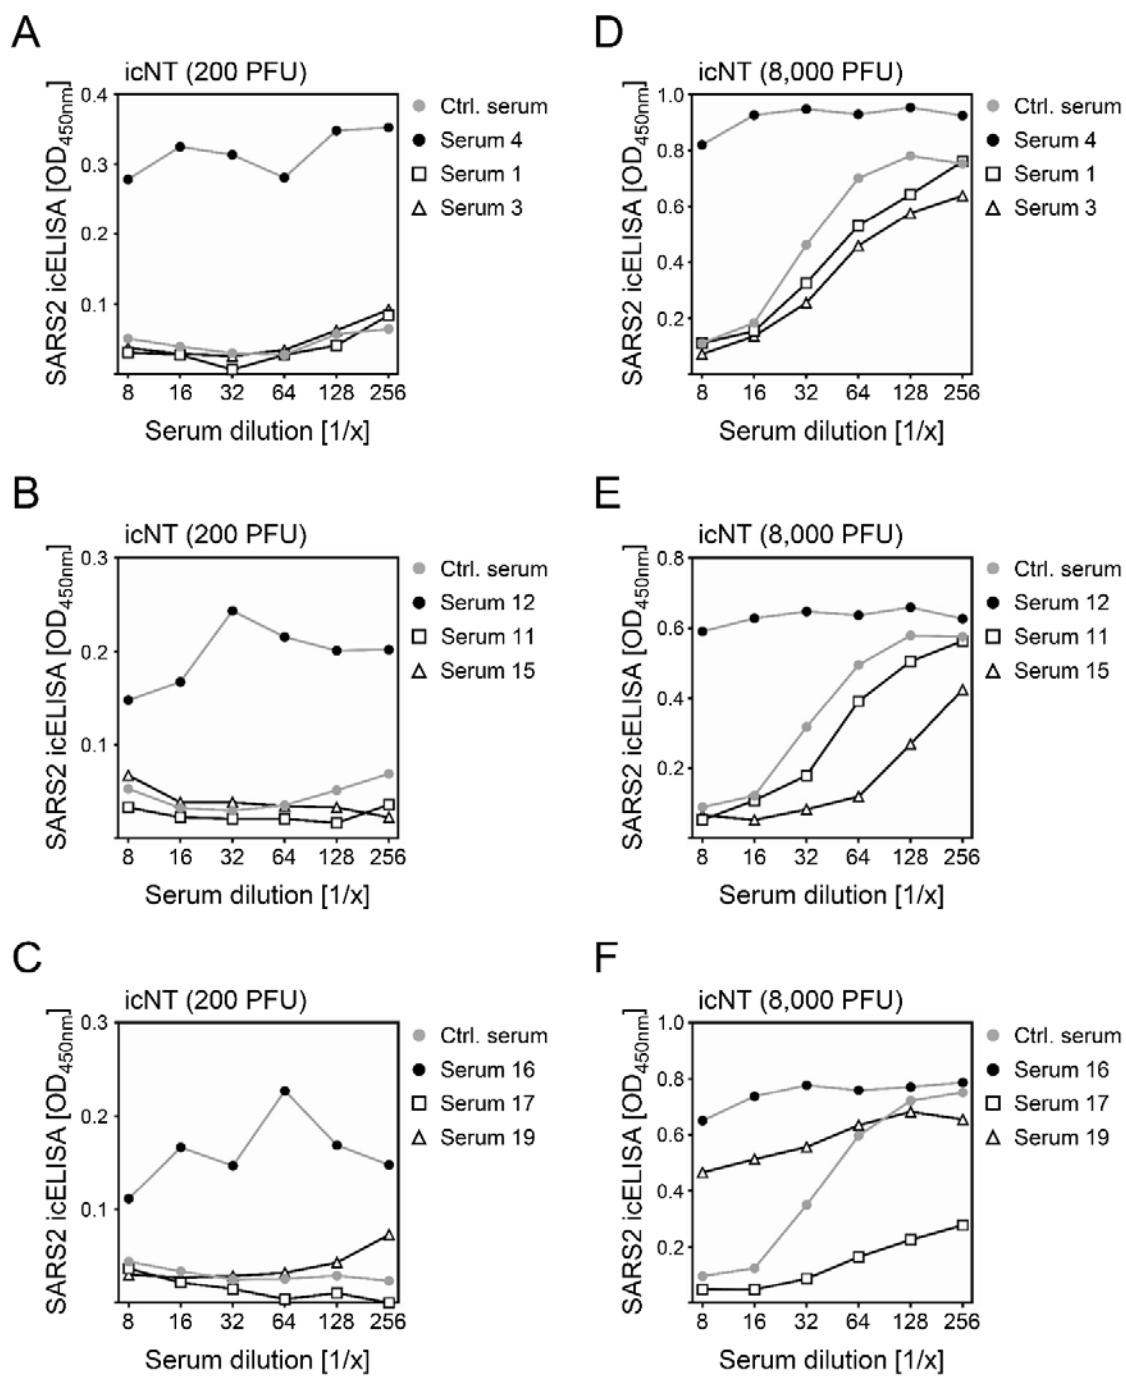 A
icNT (200 PFU)
SARS2 icELISA [OD450nm]
0.4
0.3
0.2
0.1
8 16 32 64 128 256
Serum dilution [1/x]
Ctrl. serum
Serum 4
Serum 1
Serum 3
D
icNT (8,000 PFU)
SARS2 icELISA [OD450nm]
1.0
0.8
0.6
0.4
0.2
8 16 32 64 128 256
Serum dilution [1/x]
Ctrl. serum
Serum 4
Serum 1
Serum 3
B
icNT (200 PFU)
SARS2 icELISA [OD450nm]
0.3
0.2
0.1
8 16 32 64 128 256
Serum dilution [1/x]
Ctrl. serum
Serum 12
Serum 11
Serum 15
E
icNT (8,000 PFU)
SARS2 icELISA [OD450nm]
0.8
0.6
0.4
0.2
8 16 32 64 128 256
Serum dilution [1/x]
Ctrl. serum
Serum 12
Serum 11
Serum 15
C
icNT (200 PFU)
SARS2 icELISA [OD450nm]
0.3
0.2
0.1
8 16 32 64 128 256
Serum dilution [1/x]
Ctrl. serum
Serum 16
Serum 17
Serum 19
F
icNT (8,000 PFU)
SARS2 icELISA [OD450nm]
1.0
0.8
0.6
0.4
0.2
8 16 32 64 128 256
Serum dilution [1/x]
Ctrl. serum
Serum 16
Serum 17
Serum 19